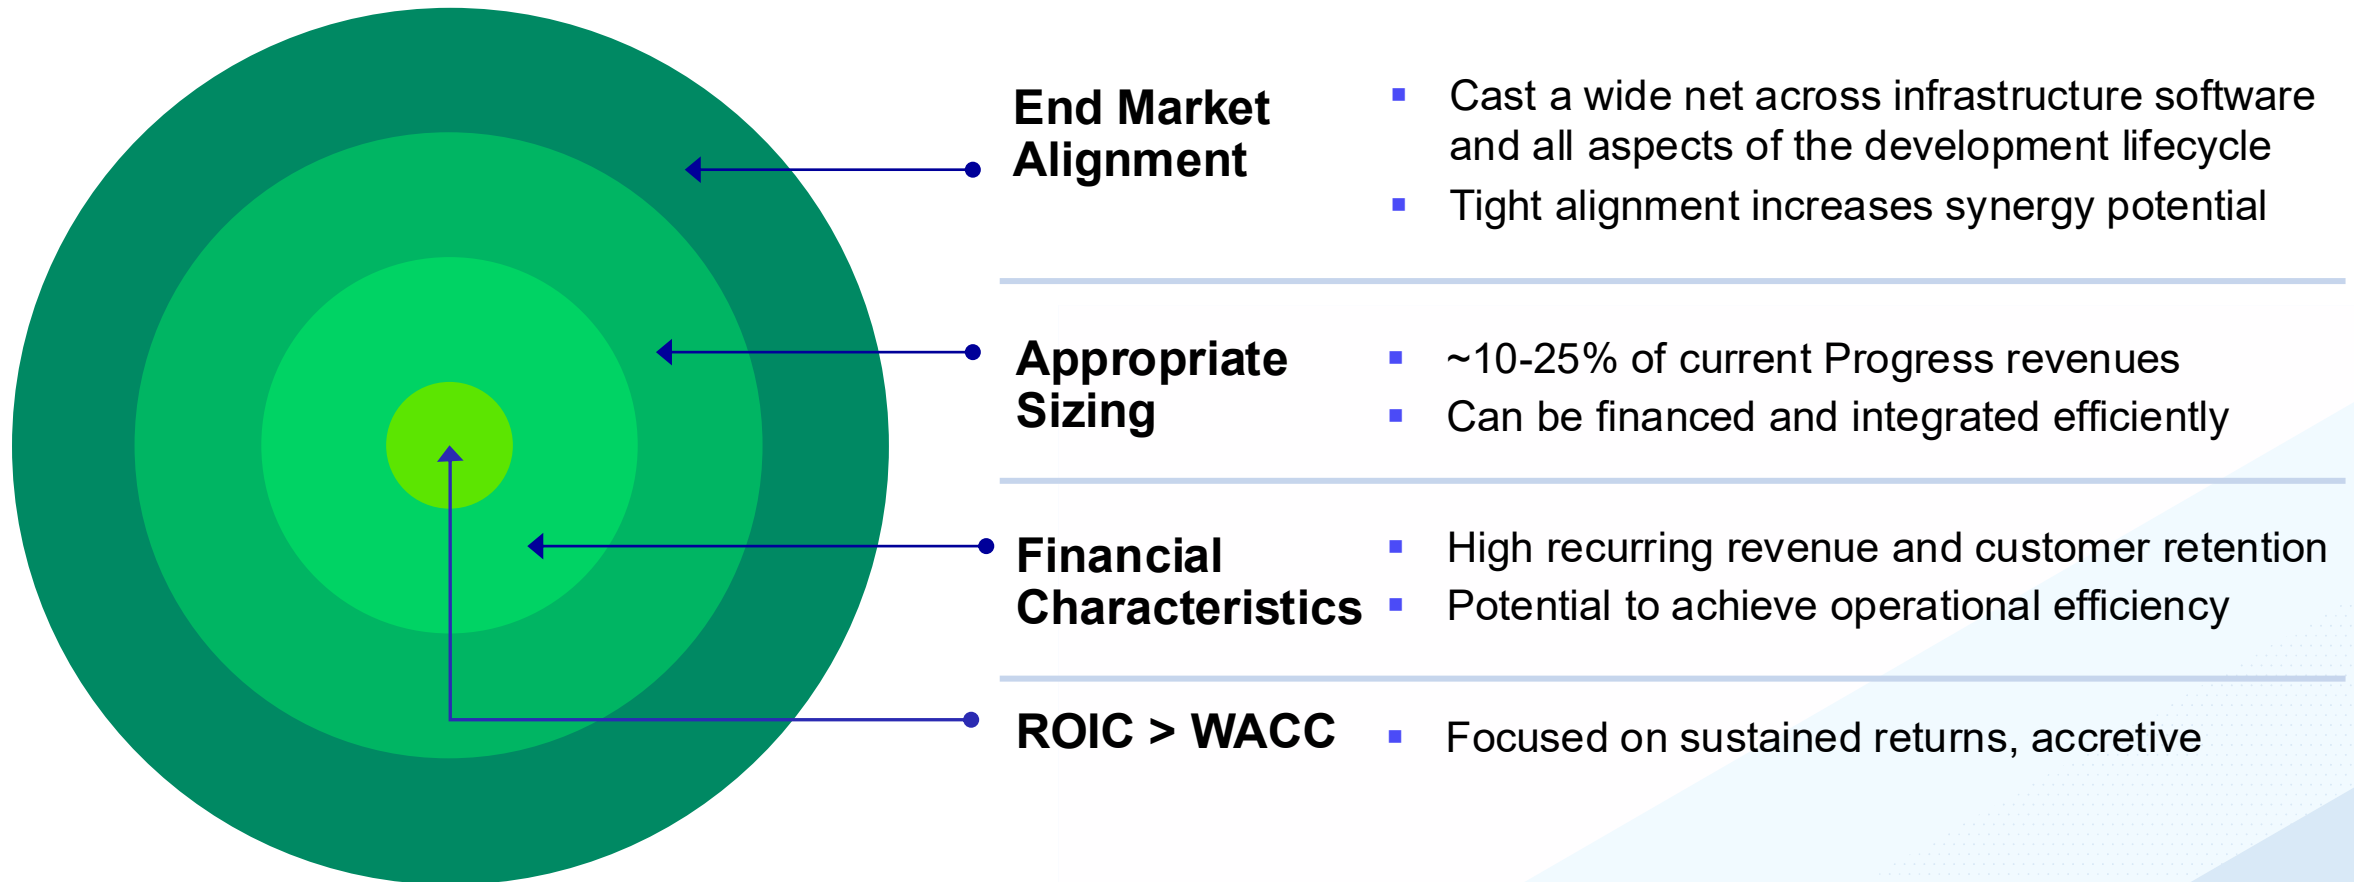 End Market
Alignment
▪ Cast a wide net across infrastructure software
and all aspects of the development lifecycle
▪ Tight alignment increases synergy potential
Appropriate
Sizing
▪ ~10-25% of current Progress revenues
▪ Can be financed and integrated efficiently
Financial
Characteristics
▪ High recurring revenue and customer retention
▪ Potential to achieve operational efficiency
ROIC > WACC
▪ Focused on sustained returns, accretive